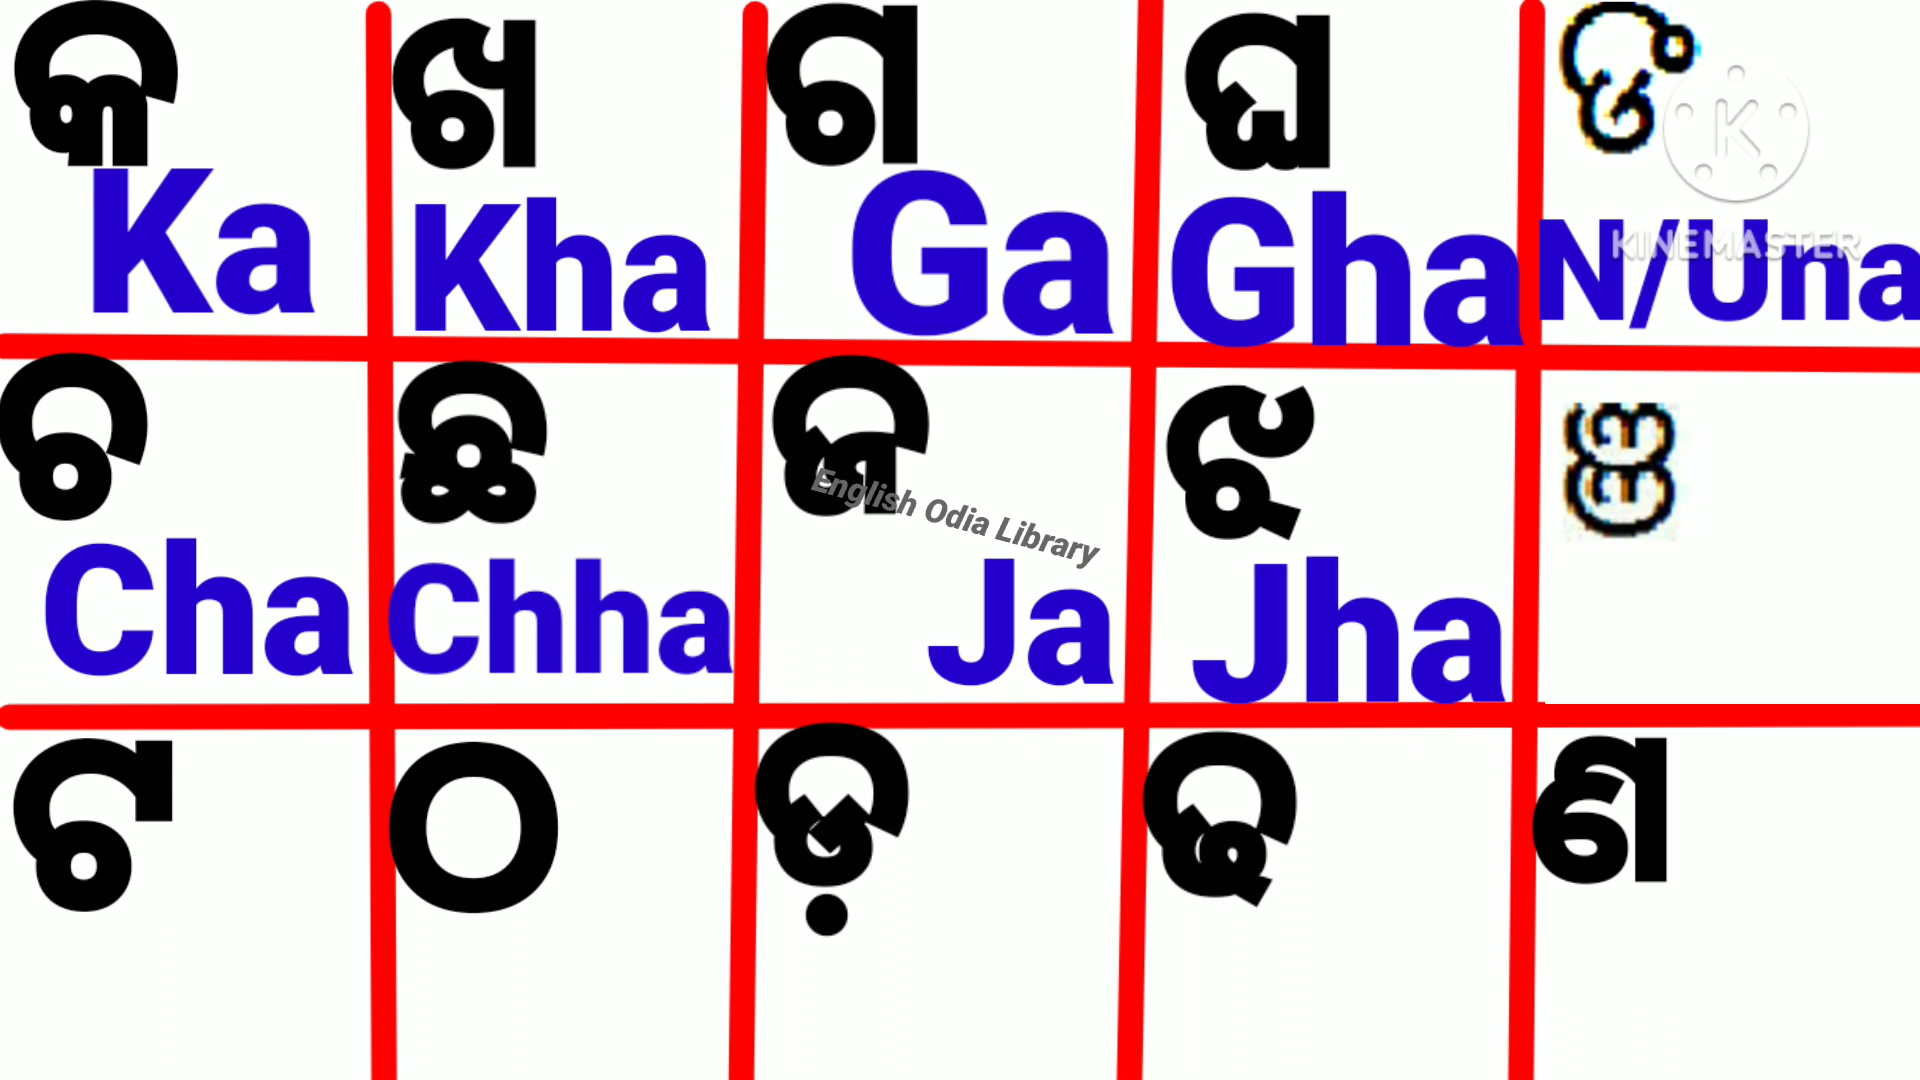 କ ଖ ଗ ଘ ଙ
Ka Kha Ga Gha N/Una
KINEMASTER
ଚ ଛ ଜ ଝ ଞ
English Odia Library
Cha Chha Ja Jha
ଟ ଠ ଡ଼ ଢ ଣ